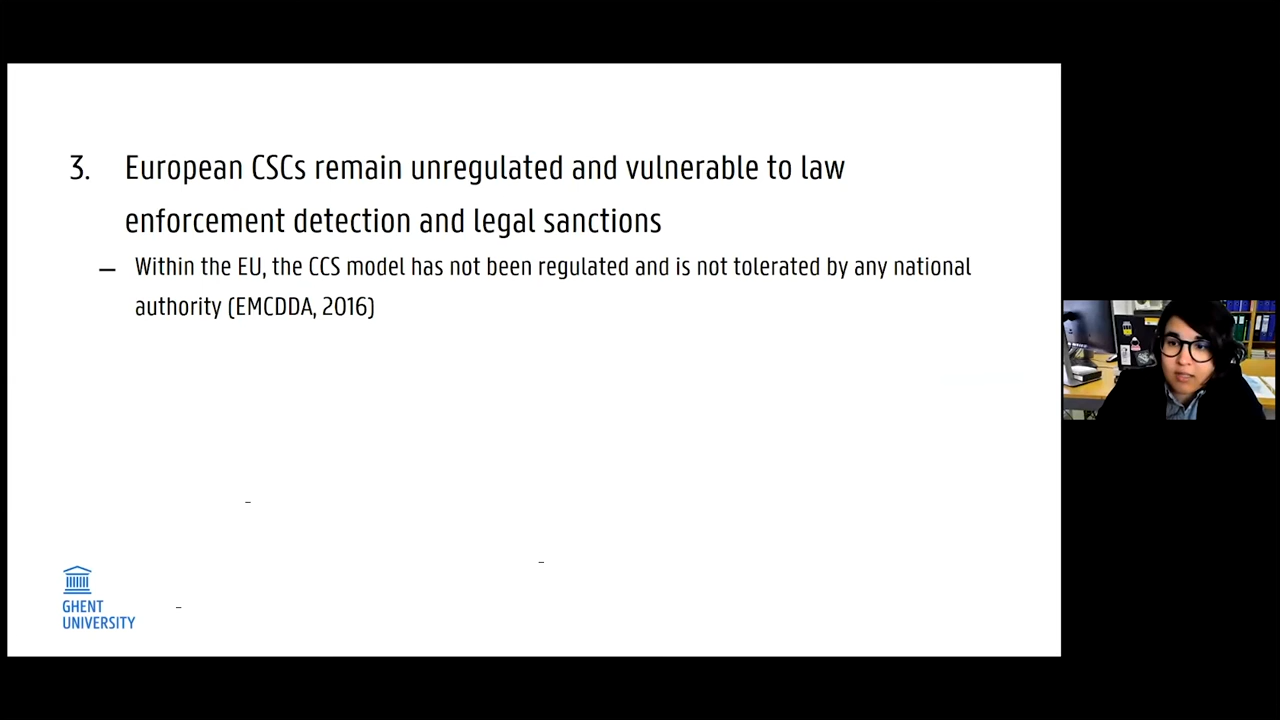 3. European CSCs remain unregulated and vulnerable to law
enforcement detection and legal sanctions
– Within the EU, the CCS model has not been regulated and is not tolerated by any national
authority (EMCDDA, 2016)
GHENT
UNIVERSITY